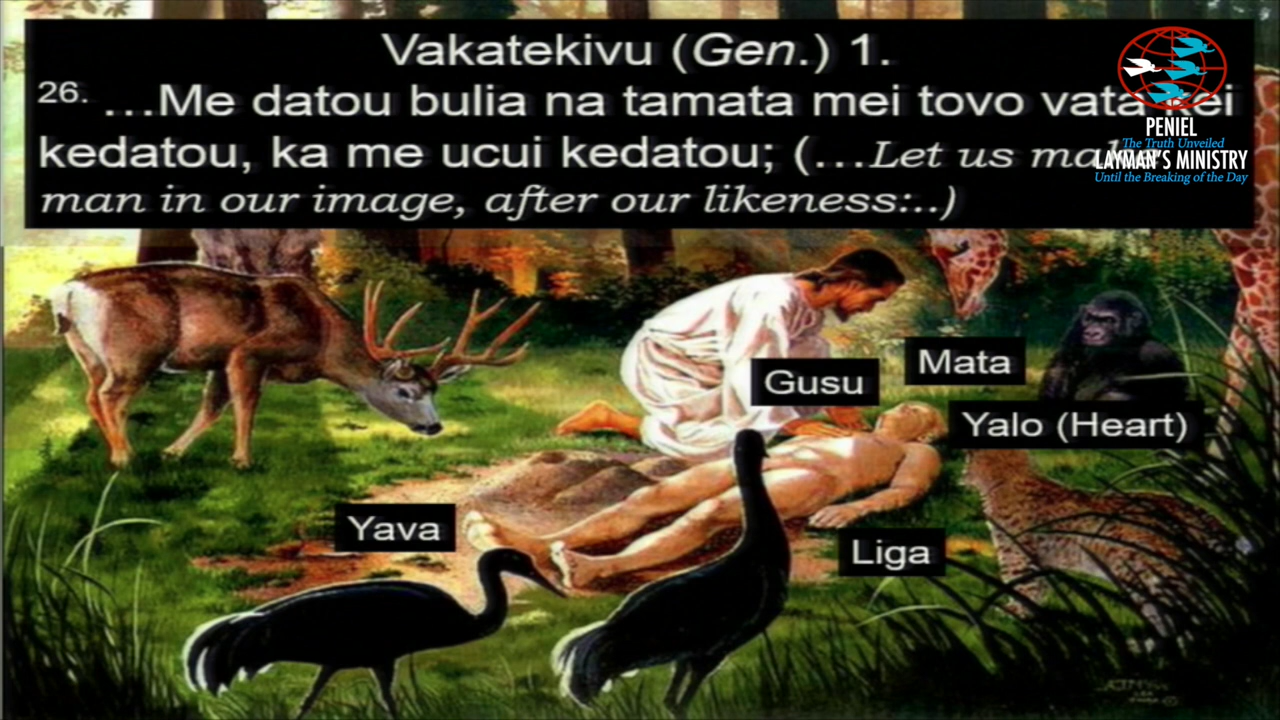 Vakatekivu (Gen.) 1.
26. ...Me datou bulia na tamata mei tovo vata kei
kedatou, ka me ucui kedatou; (...Let us make
man in our image, after our likeness:..)
PENIEL
The Truth Unveiled
LAYMAN'S MINISTRY
Until the Breaking of the Day
Mata
Gusu
Yalo (Heart)
Yava
Liga